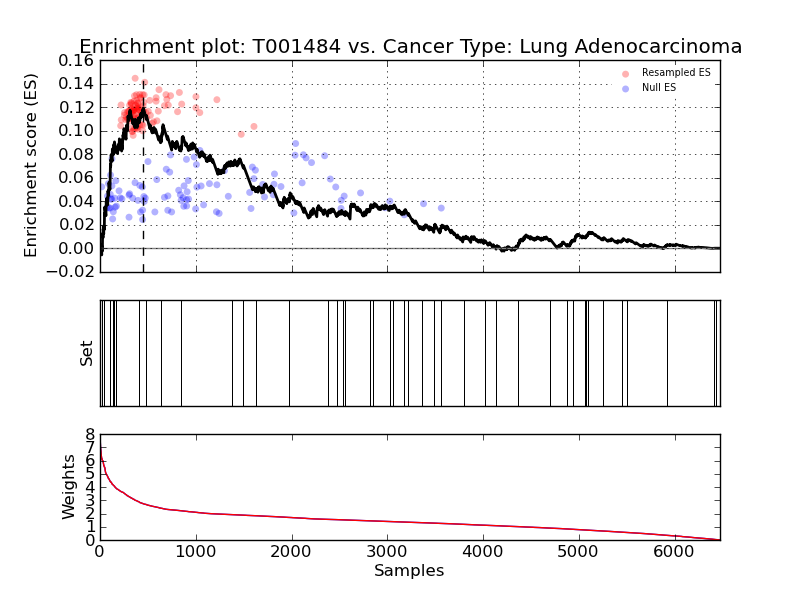 Enrichment plot: T001484 vs. Cancer Type: Lung Adenocarcinoma
0.16
0.14
0.12
0.10
0.08
0.06
0.04
0.02
0.00
−0.02
Enrichment score (ES)
Resampled ES
Null ES
Set
8
7
6
5
4
3
2
1
0
Weights
0 1000 2000 3000 4000 5000 6000
Samples